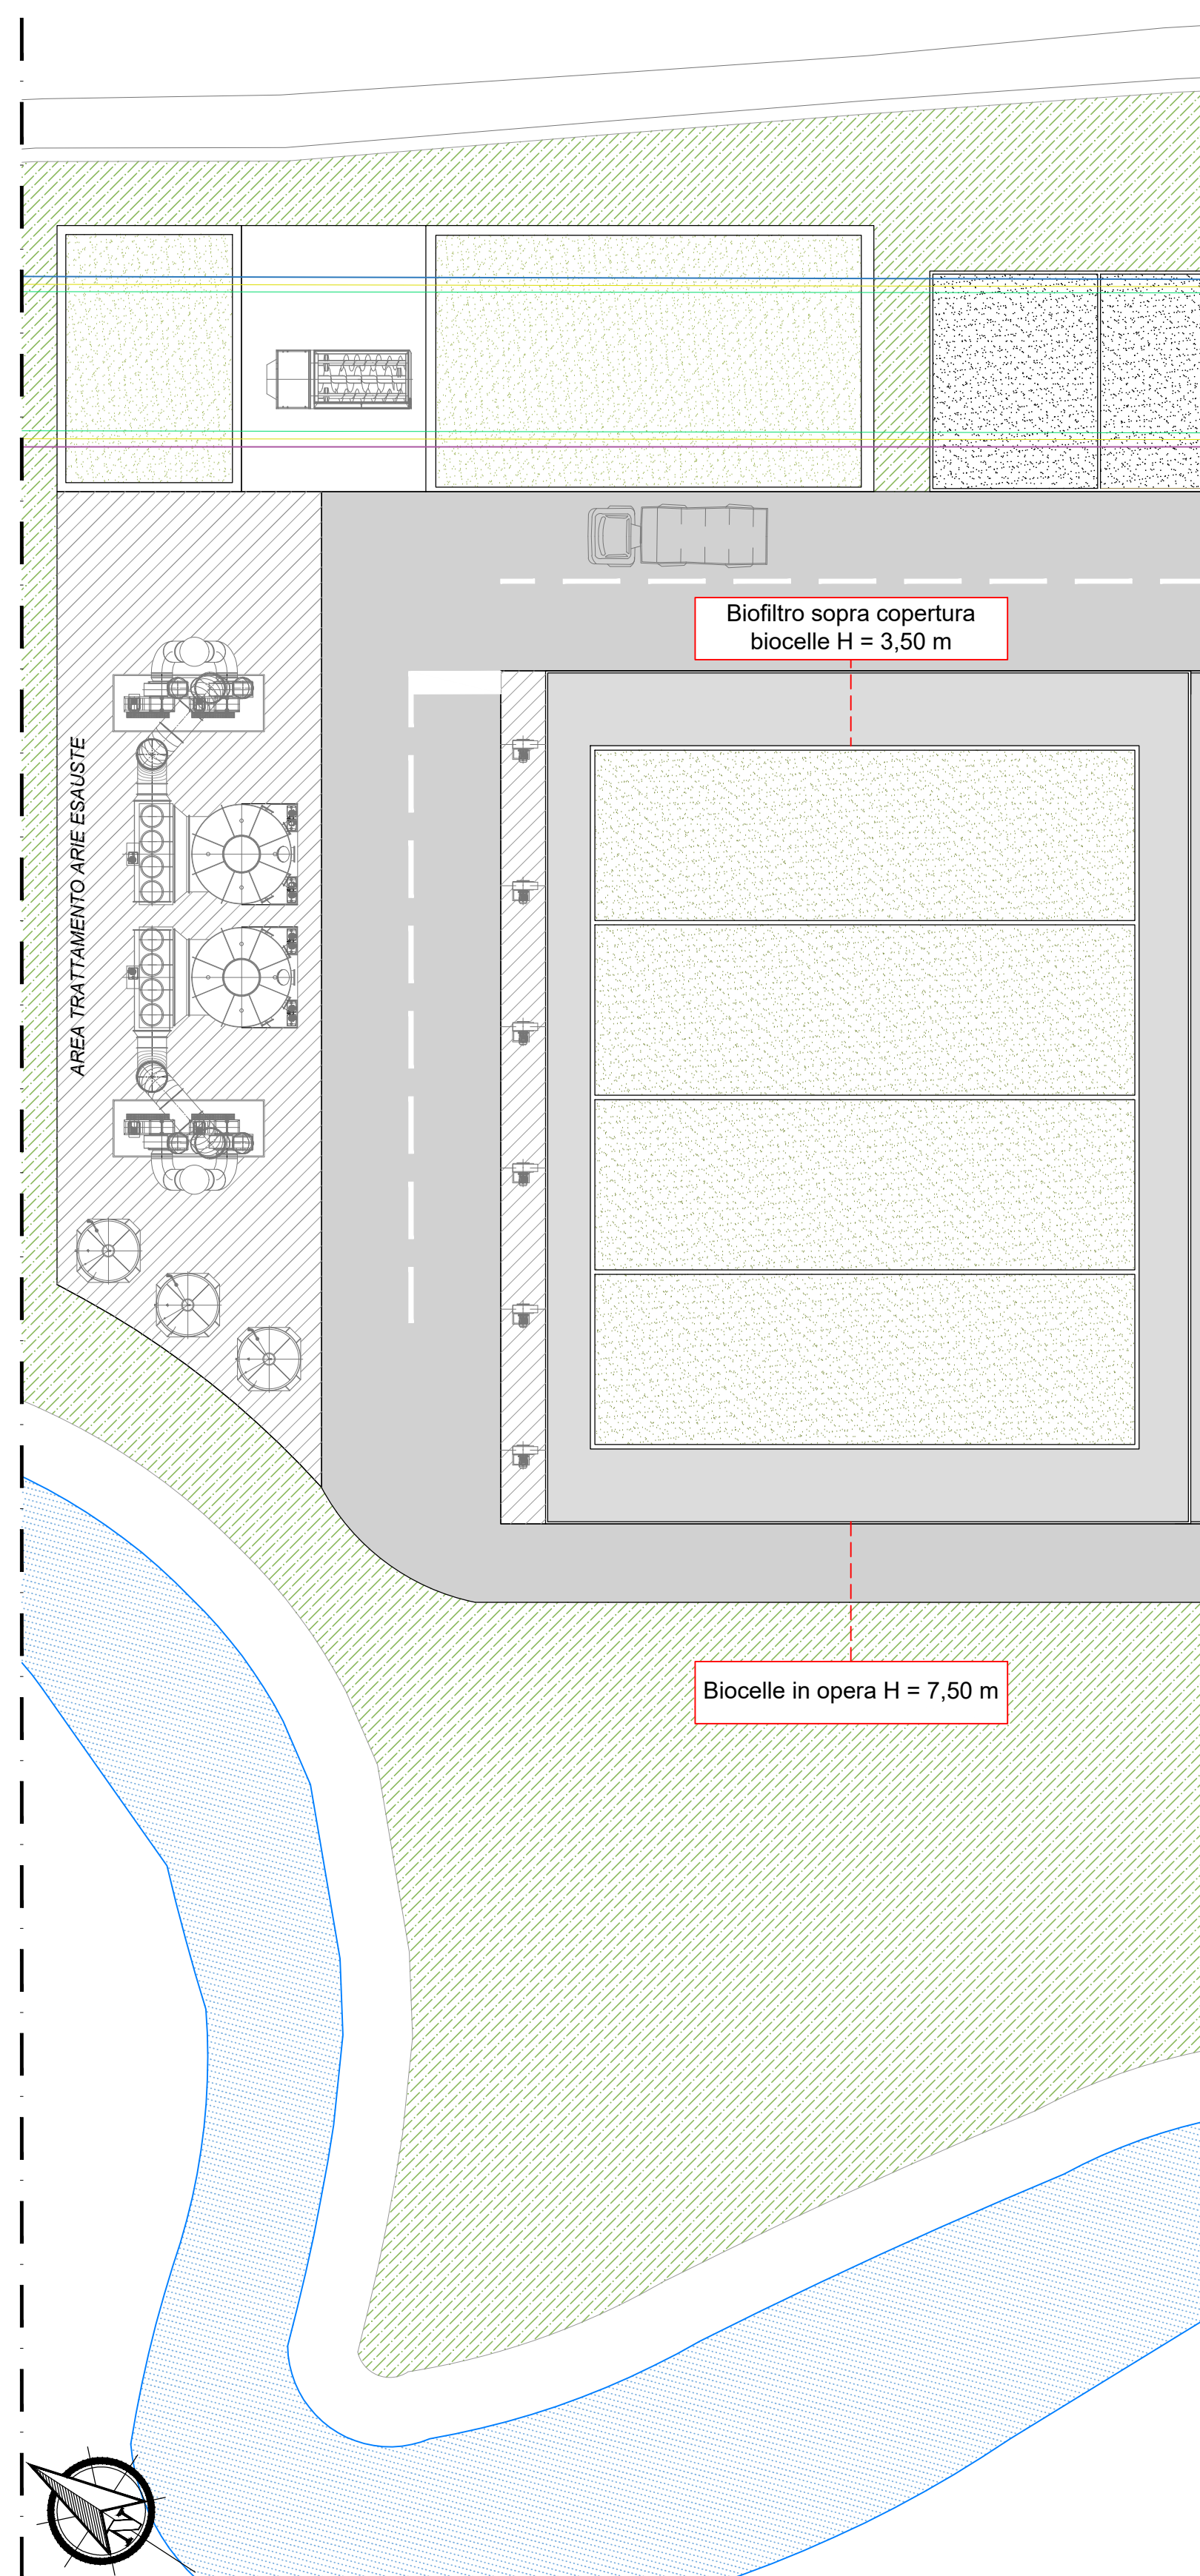 Biofiltro sopra copertura
biocelle H = 3,50 m
AREA TRATTAMENTO ARIE ESAUSTE
Biocelle in opera H = 7,50 m
N